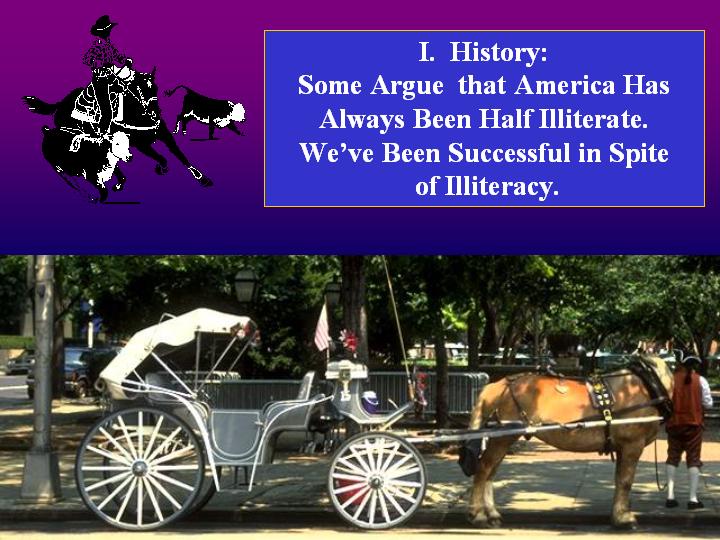 I.  History:
Some Argue  that America Has
Always Been Half Illiterate.
We’ve Been Successful in Spite
of Illiteracy.